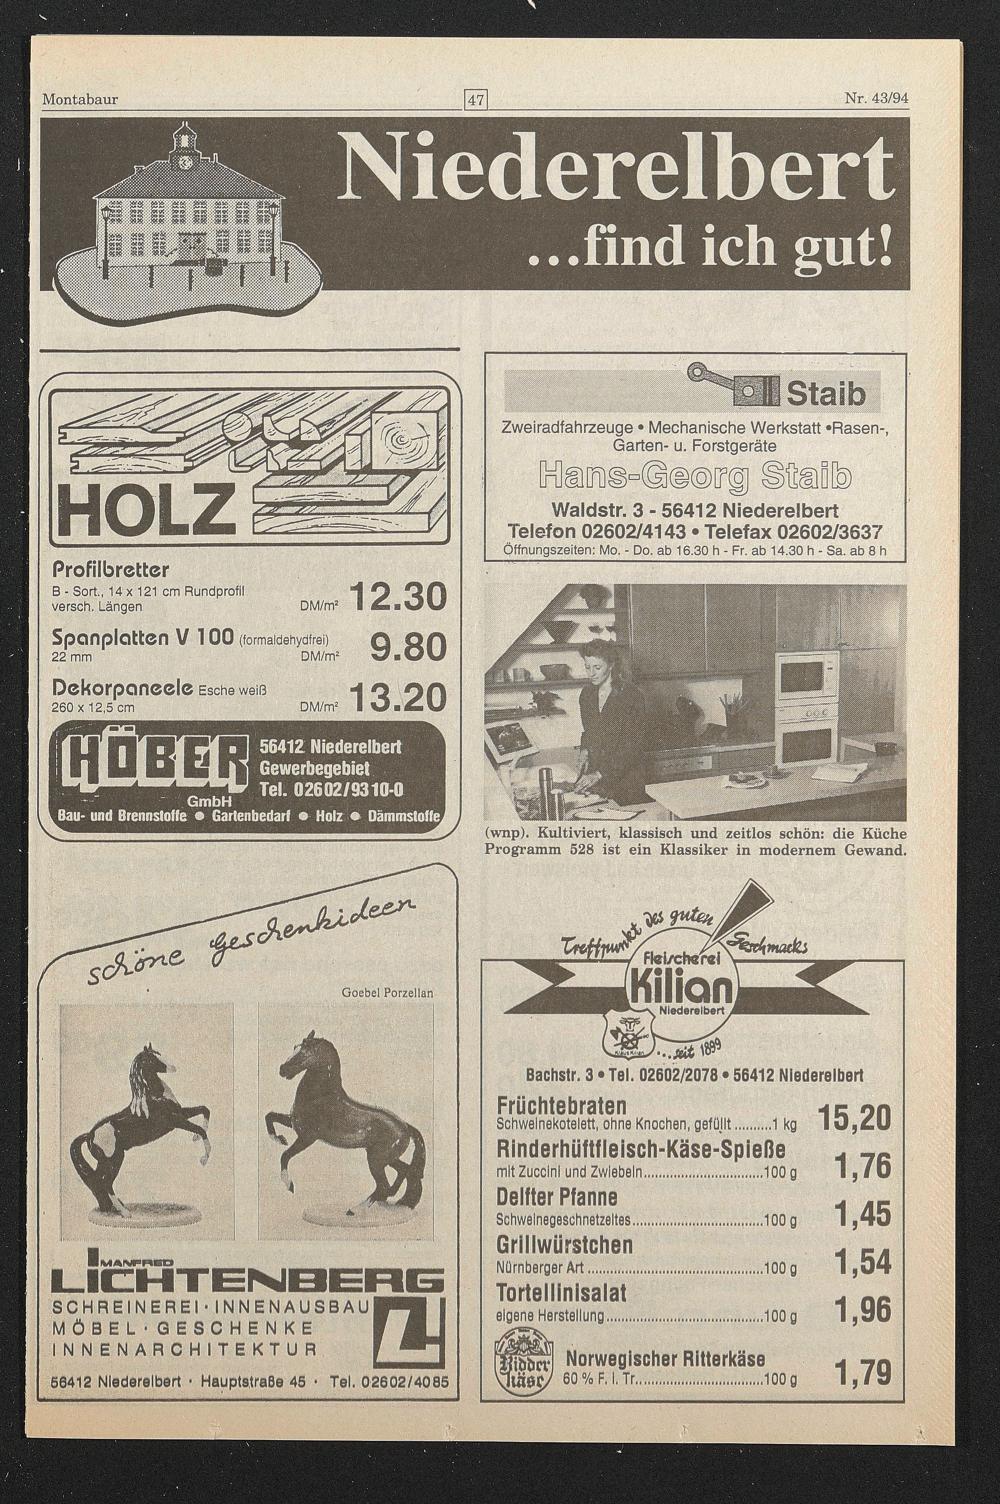 Montabaur
47
Nr. 43/94
Niederelbert
...find ich gut!
HOLZ
Profilbretter
B - Sort., 14 x 121 cm Rundprofil
versch. Längen DM/m² 12.30
Spanplatten V 100 (formaldehydfrei)
22 mm DM/m² 9.80
Dekorpaneele Esche weiß
260 x 12,5 cm DM/m² 13.20
HÖBER
GmbH
56412 Niederelbert
Gewerbegebiet
Tel. 02602/93 10-0
Bau- und Brennstoffe ● Gartenbedarf ● Holz ● Dämmstoffe
schöne Geschenkideen
Goebel Porzellan
MANFRED
LICHTENBERG
SCHREINEREI · INNENAUSBAU
MÖBEL · GESCHENKE
INNENARCHITEKTUR
56412 Niederelbert · Hauptstraße 45 · Tel. 02602/4085
Staib
Zweiradfahrzeuge • Mechanische Werkstatt •Rasen-,
Garten- u. Forstgeräte
Hans-Georg Staib
Waldstr. 3 - 56412 Niederelbert
Telefon 02602/4143 • Telefax 02602/3637
Öffnungszeiten: Mo. - Do. ab 16.30 h - Fr. ab 14.30 h - Sa. ab 8 h
(wnp). Kultiviert, klassisch und zeitlos schön: die Küche
Programm 528 ist ein Klassiker in modernem Gewand.
Treffpunkt des guten Geschmacks
Fleischerei
Kilian
Niederelbert
Klaus Kilian
...seit 1899
Bachstr. 3 • Tel. 02602/2078 • 56412 Niederelbert
Früchtebraten
Schweinekotelett, ohne Knochen, gefüllt ..........1 kg 15,20
Rinderhüftfleisch-Käse-Spieße
mit Zuccini und Zwiebeln..............................100 g 1,76
Delfter Pfanne
Schweinegeschnetzeltes.................................100 g 1,45
Grillwürstchen
Nürnberger Art .............................................100 g 1,54
Tortellinisalat
eigene Herstellung........................................100 g 1,96
Ridder
käse
Norwegischer Ritterkäse
60 % F. i. Tr.................................100 g 1,79